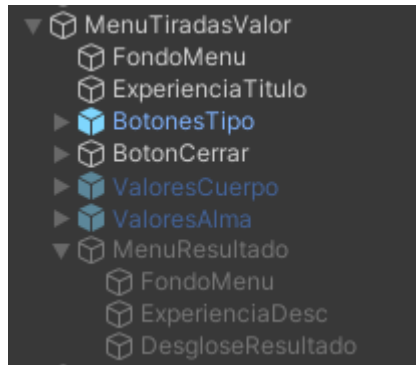 MenuTiradasValor
FondoMenu
ExperienciaTitulo
BotonesTipo
BotonCerrar
ValoresCuerpo
ValoresAlma
MenuResultado
FondoMenu
ExperienciaDesc
DesgloseResultado